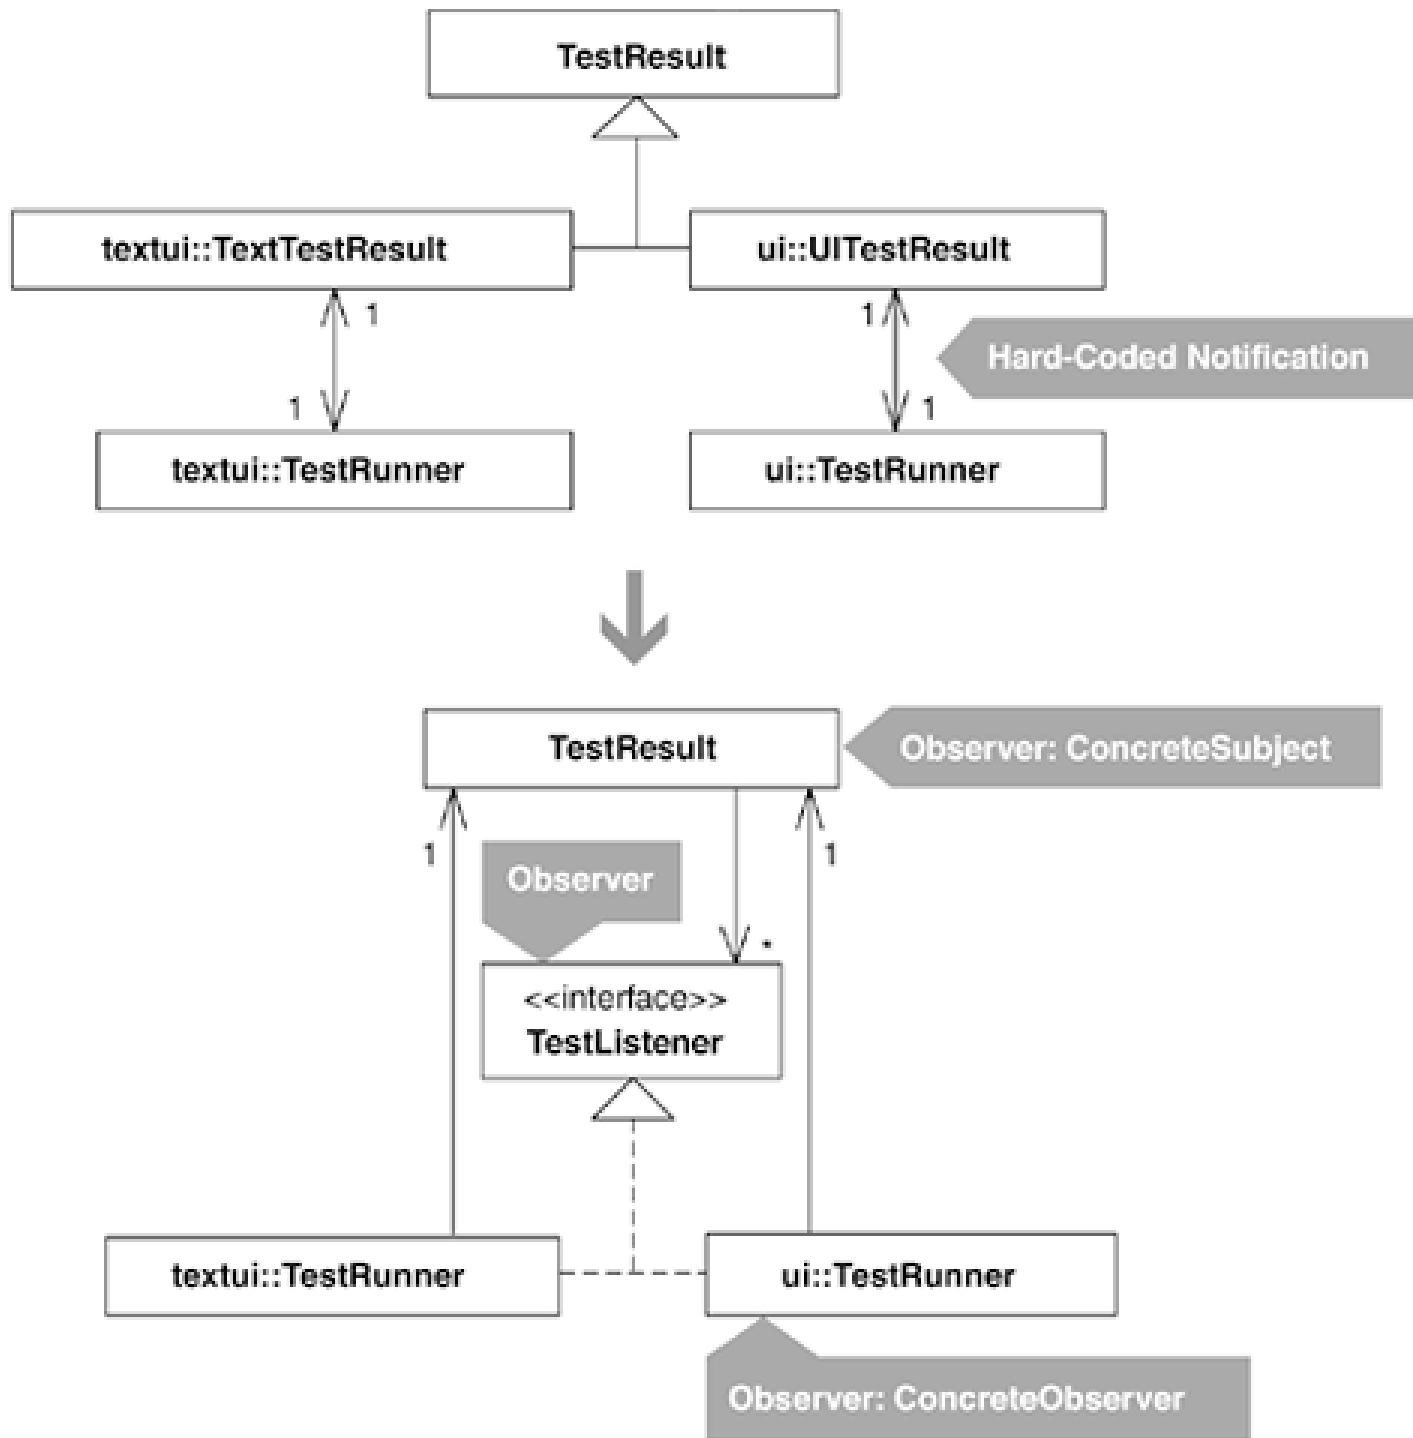 TestResult
textui::TextTestResult
ui::UITestResult
1
1
Hard-Coded Notification
1
1
textui::TestRunner
ui::TestRunner
TestResult
Observer: ConcreteSubject
1
1
Observer
*
<<interface>>
TestListener
textui::TestRunner
ui::TestRunner
Observer: ConcreteObserver